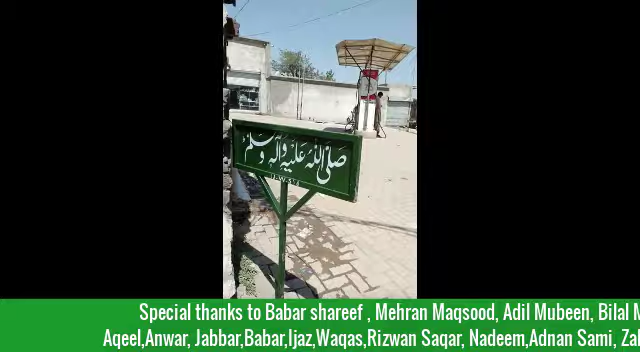 صلی اللہ علیہ وآلہ وسلم
U.W.S.T
Special thanks to Babar shareef , Mehran Maqsood, Adil Mubeen, Bilal M
Aqeel,Anwar, Jabbar,Babar,Ijaz,Waqas,Rizwan Saqar, Nadeem,Adnan Sami, Zal